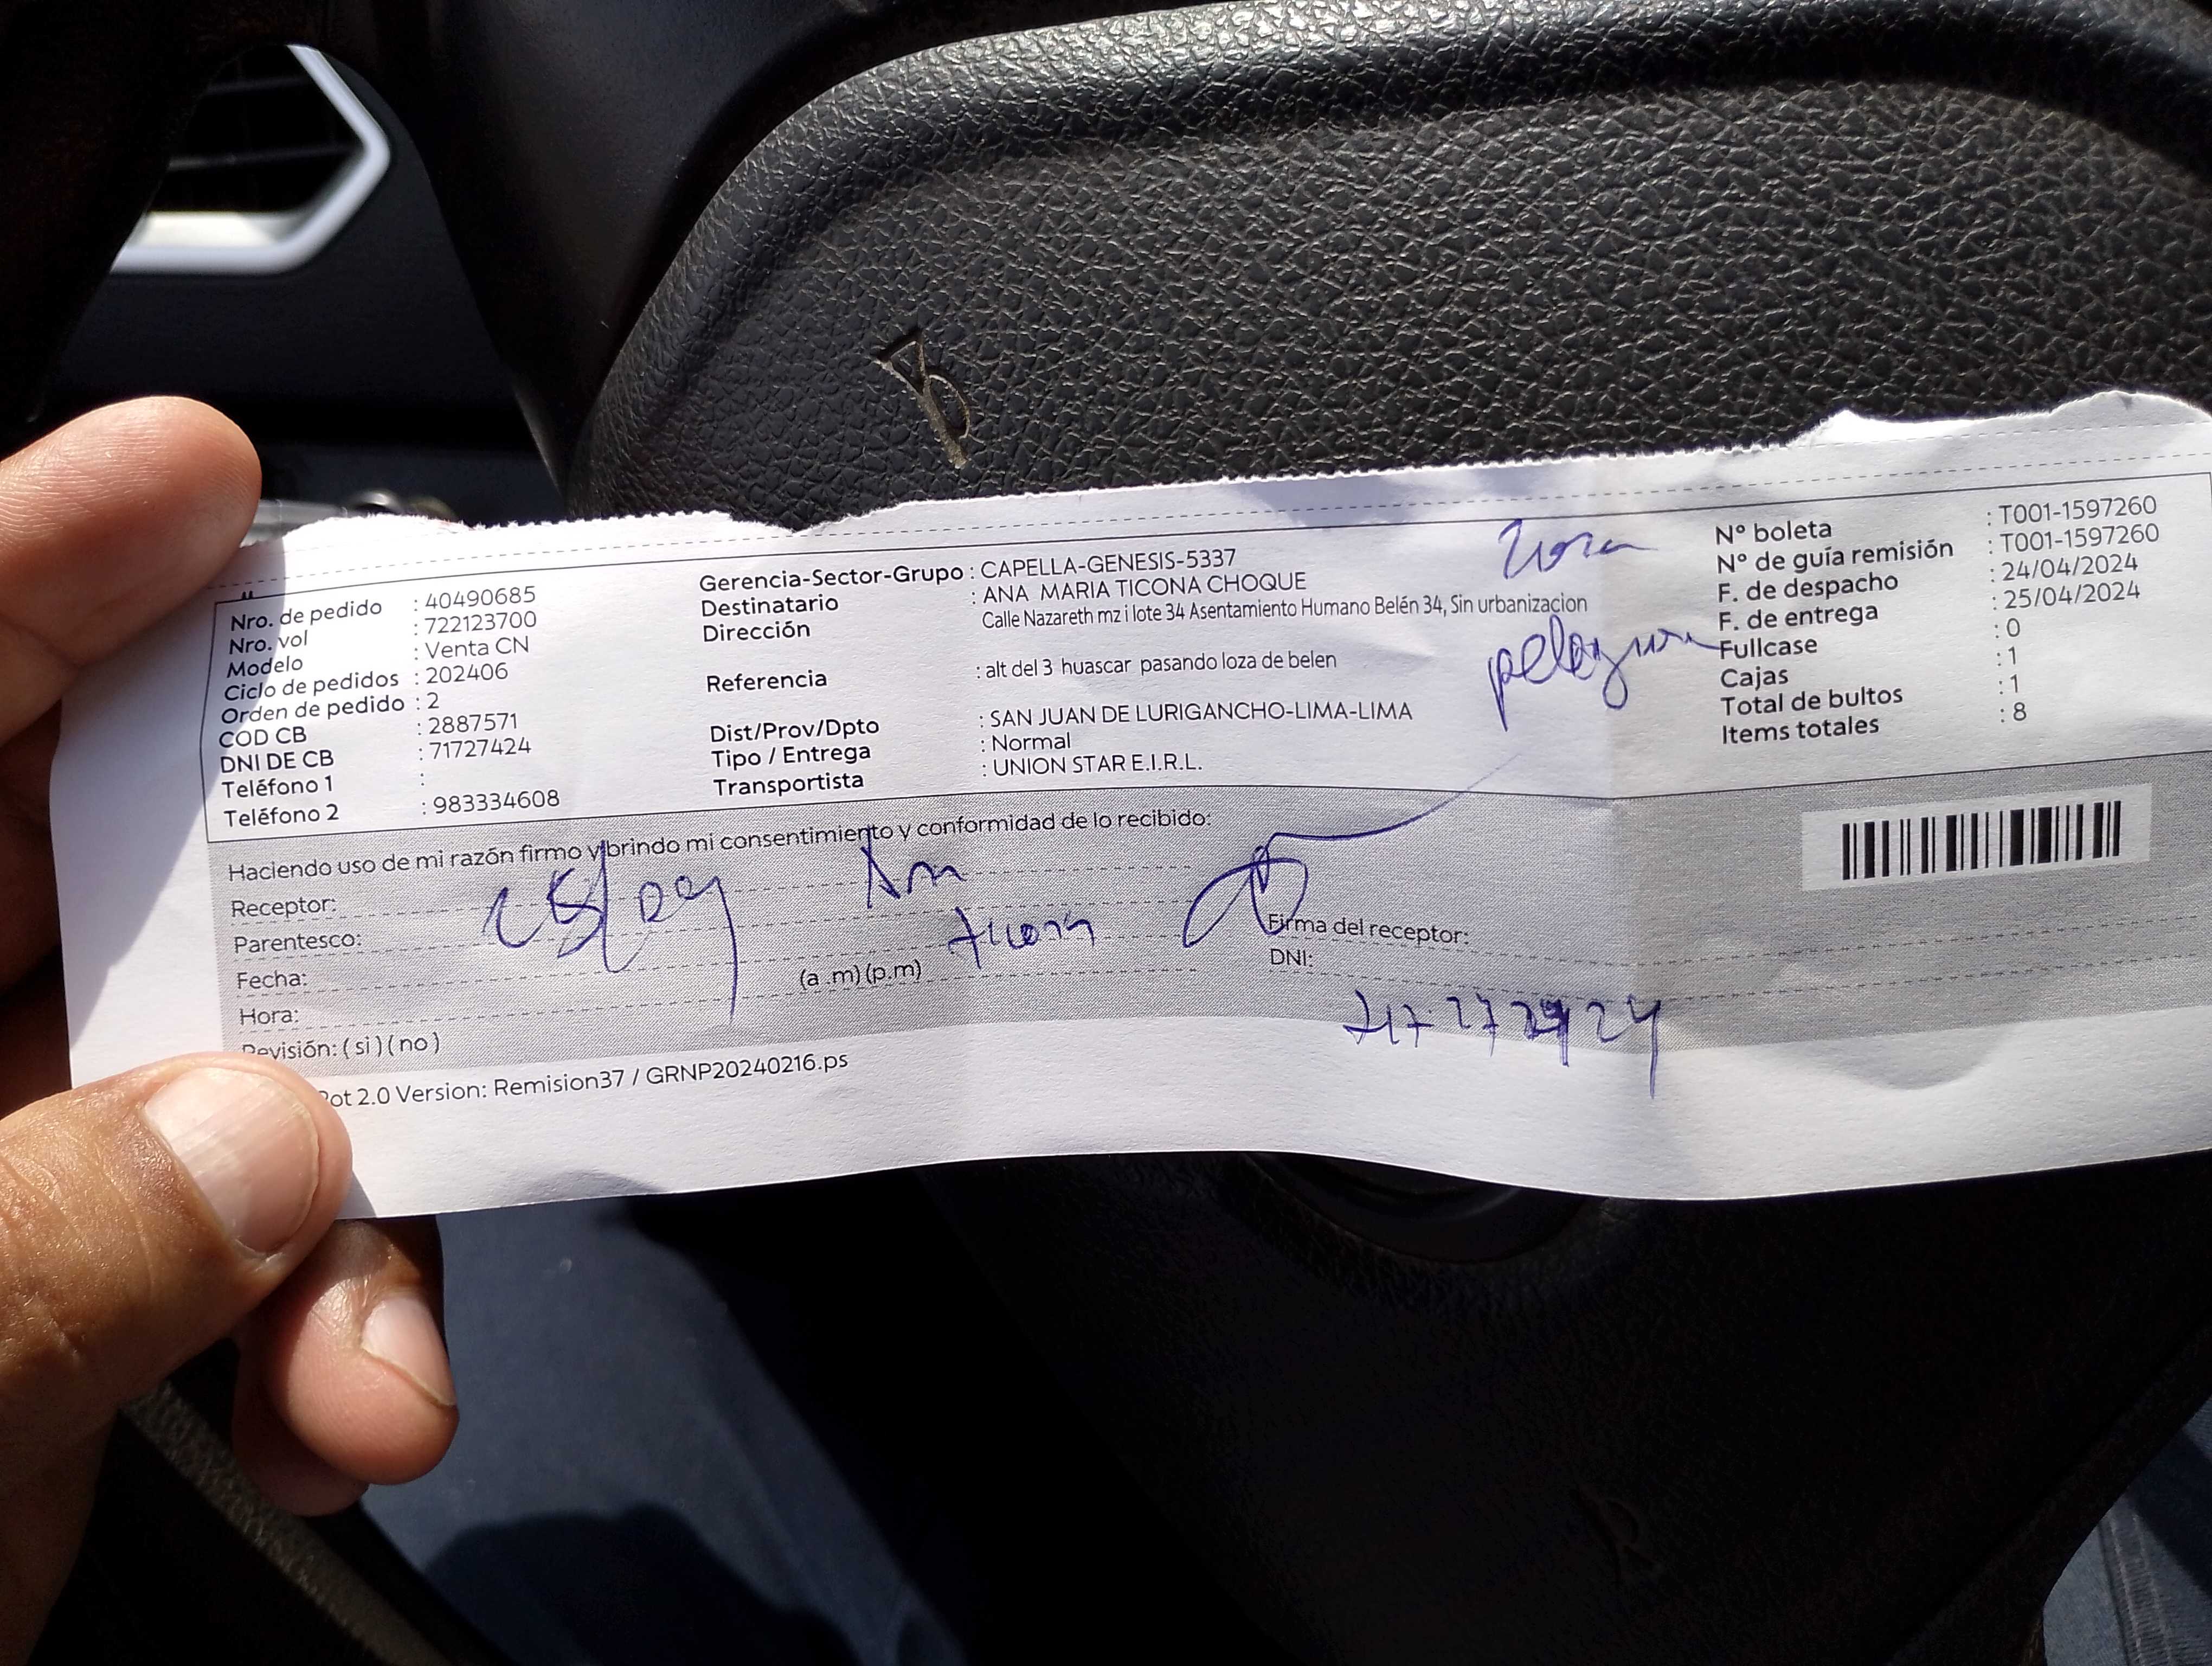 Nro. de pedido : 40490685
Nro. vol : 722123700
Modelo : Venta CN
Ciclo de pedidos : 202406
Orden de pedido : 2
COD CB : 2887571
DNI DE CB : 71727424
Teléfono 1 :
Teléfono 2 : 983334608
Gerencia-Sector-Grupo : CAPELLA-GENESIS-5337
Destinatario : ANA MARIA TICONA CHOQUE
Dirección Calle Nazareth mz i lote 34 Asentamiento Humano Belén 34, Sin urbanizacion
Referencia : alt del 3 huascar pasando loza de belen
Dist/Prov/Dpto : SAN JUAN DE LURIGANCHO-LIMA-LIMA
Tipo / Entrega : Normal
Transportista : UNION STAR E.I.R.L.
Zona
N° boleta : T001-1597260
N° de guía remisión : T001-1597260
F. de despacho : 24/04/2024
F. de entrega : 25/04/2024
Fullcase : 0
Cajas : 1
Total de bultos : 1
Items totales : 8
Haciendo uso de mi razón firmo y brindo mi consentimiento y conformidad de lo recibido:
Receptor:
Parentesco:
Fecha:
Hora: (a.m)(p.m)
Revisión: (si)(no)
Ticona
Firma del receptor:
DNI:
Pot 2.0 Version: Remision37 / GRNP20240216.ps